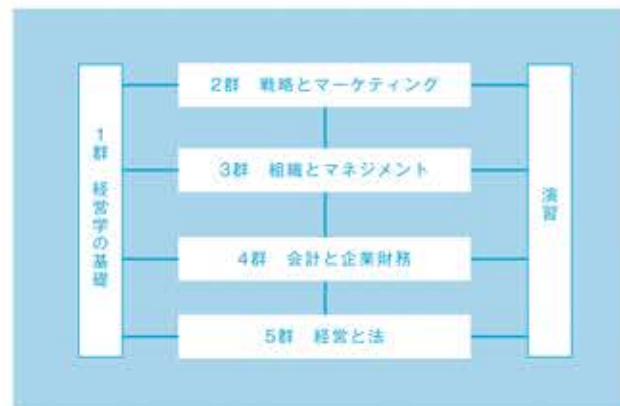 1群 経営学の基礎
2群 戦略とマーケティング
3群 組織とマネジメント
4群 会計と企業財務
5群 経営と法
演習